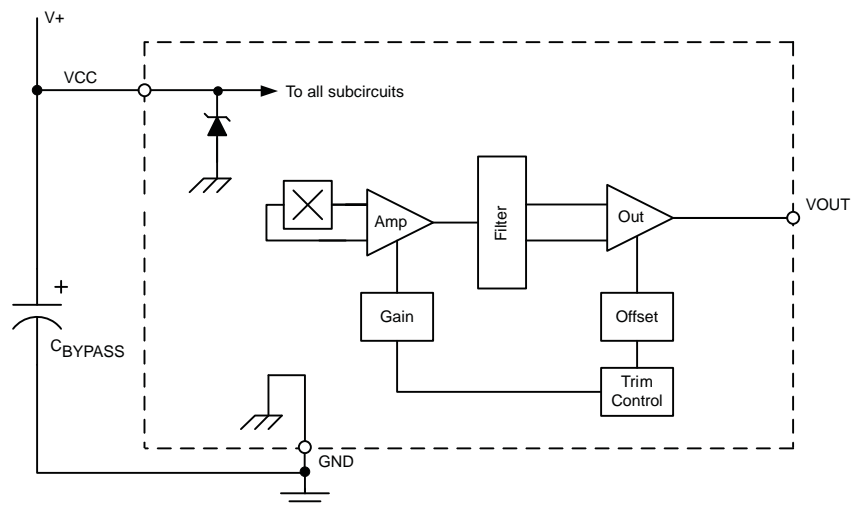 V+
VCC
To all subcircuits
Amp
Filter
Out
VOUT
Gain
Offset
+
CBYPASS
Trim
Control
GND